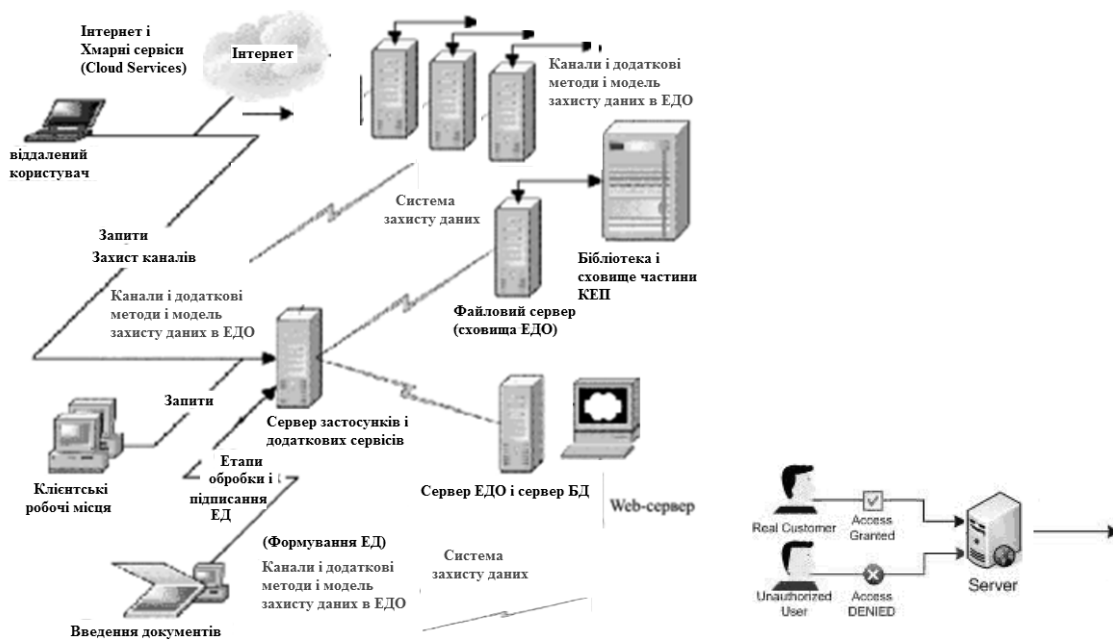 Інтернет і
Хмарні сервіси
(Cloud Services)
Інтернет
Канали і додаткові
методи і модель
захисту даних в ЕДО
віддалений
користувач
Система
захисту даних
Запити
Захист каналів
Бібліотека і
сховище частини
КЕП
Канали і додаткові
методи і модель
захисту даних в ЕДО
Файловий сервер
(сховища ЕДО)
Запити
Сервер застосунків і
додаткових сервісів
Етапи
обробки і
підписання
ЕД
Клієнтські
робочі місця
Сервер ЕДО і сервер БД
Web-сервер
Real Customer
Access
Granted
Server
Unauthorized
User
Access
DENIED
(Формування ЕД)
Канали і додаткові
методи і модель
захисту даних в ЕДО
Система
захисту даних
Введення документів